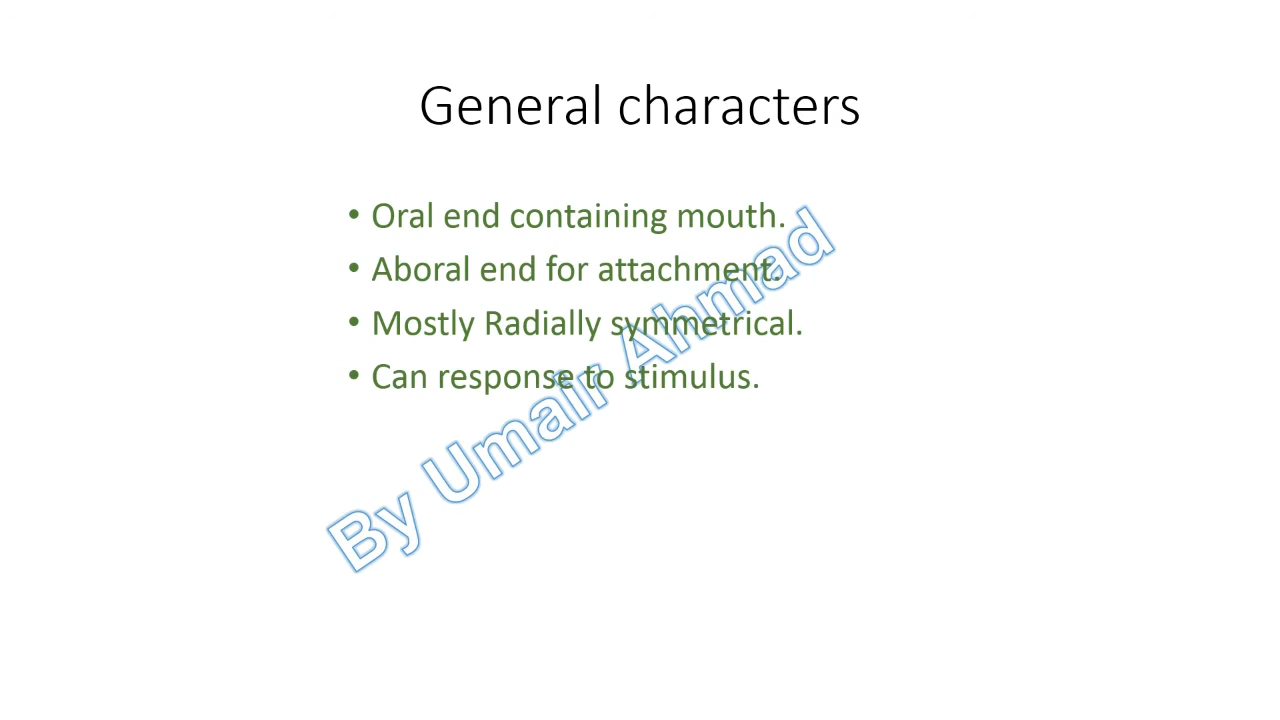 General characters
• Oral end containing mouth.
• Aboral end for attachment.
• Mostly Radially symmetrical.
• Can response to stimulus.
By Umair Ahmad